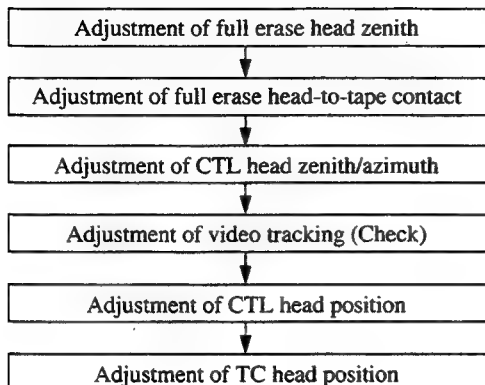 Adjustment of full erase head zenith
Adjustment of full erase head-to-tape contact
Adjustment of CTL head zenith/azimuth
Adjustment of video tracking (Check)
Adjustment of CTL head position
Adjustment of TC head position